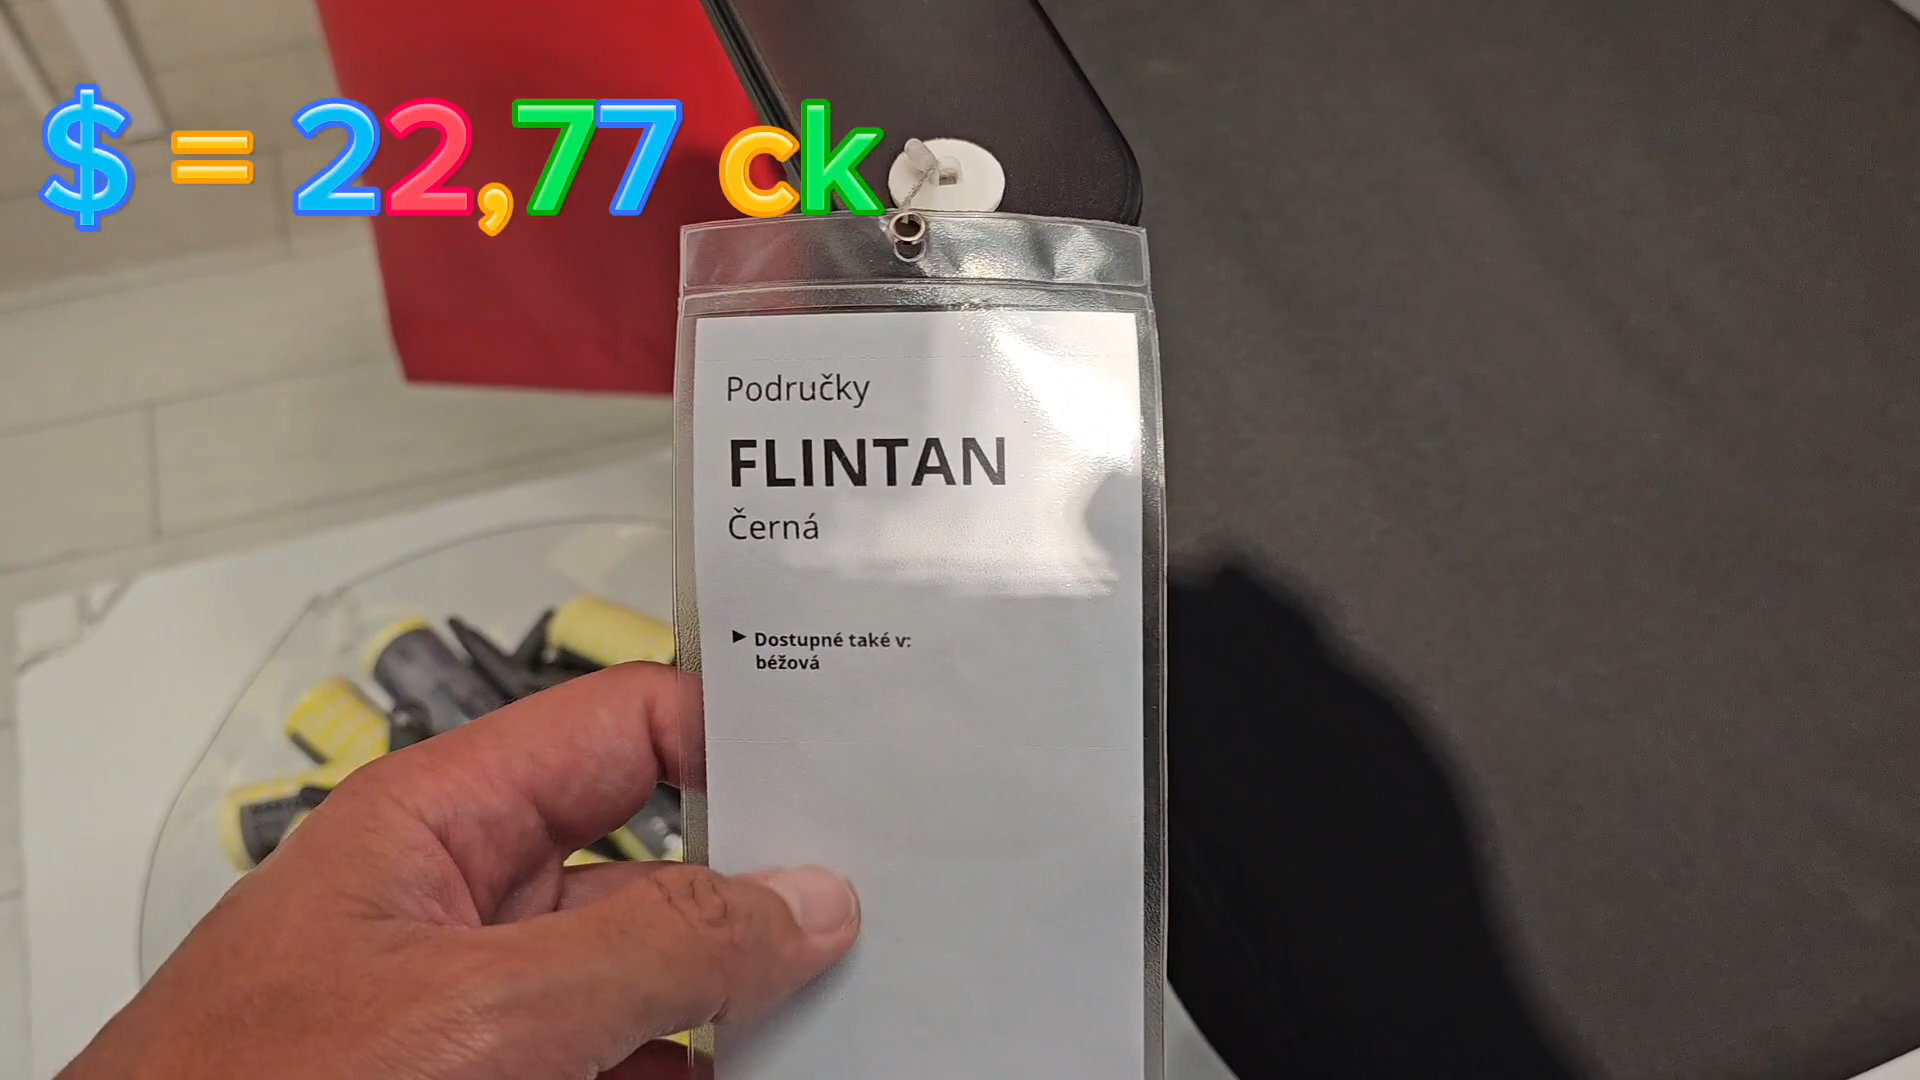 $ = 22,77 ck
Područky
FLINTAN
Černá
► Dostupné také v:
béžová